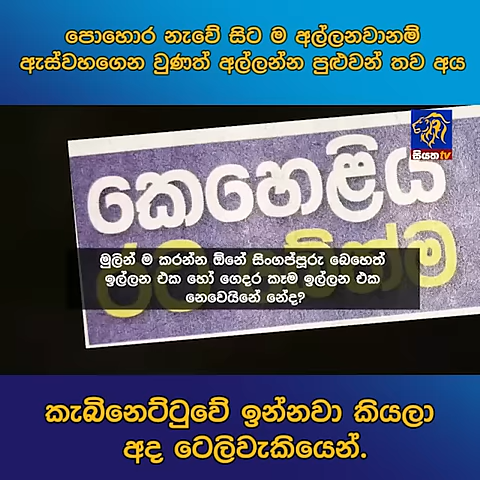 පොහොර නැවේ සිට ම අල්ලනවානම්
ඇස්වහගෙන වුණත් අල්ලන්න පුළුවන් තව අය
සියත tv
කෙහෙළිය
මුලින් ම කරන්න ඕනේ සිංගප්පූරු බෙහෙත්
ඉල්ලන එක හෝ ගෙදර කෑම ඉල්ලන එක
නෙවෙයිනේ නේද?
කැබිනෙට්ටුවේ ඉන්නවා කියලා
අද ටෙලිවැකියෙන්.